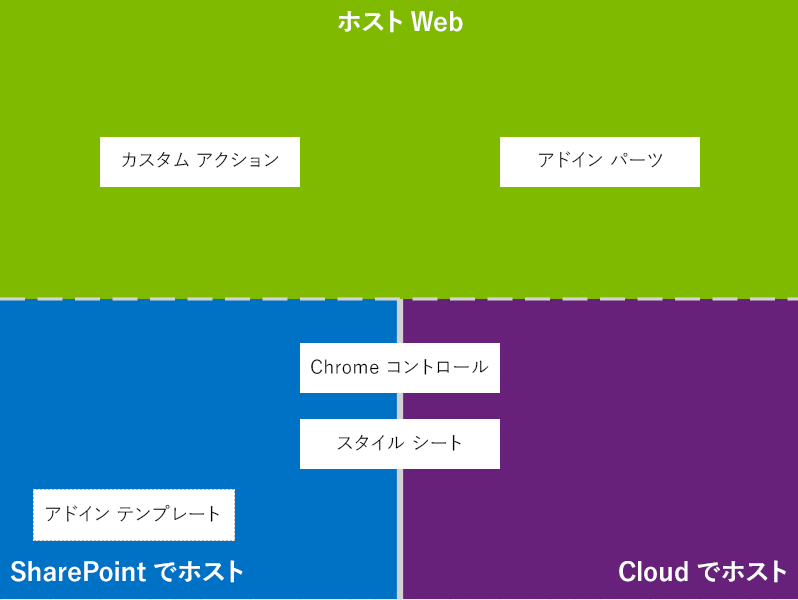 ホスト Web
カスタム アクション
アドイン パーツ
Chrome コントロール
スタイル シート
アドイン テンプレート
SharePoint でホスト
Cloud でホスト